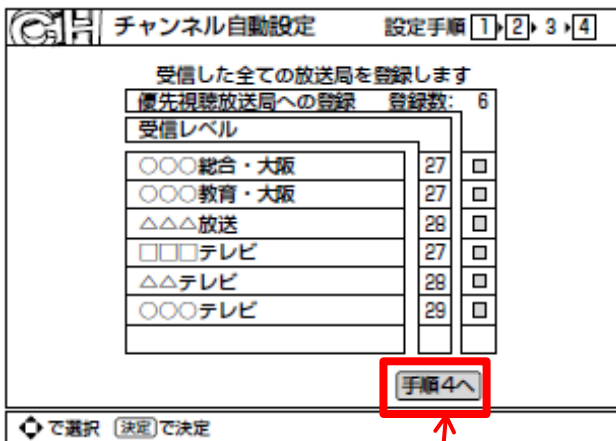 CH チャンネル自動設定 設定手順 1 2 3 4
受信した全ての放送局を登録します
優先視聴放送局への登録 登録数: 6
受信レベル
○○○総合・大阪 27
○○○教育・大阪 27
△△△放送 28
□□□テレビ 27
△△テレビ 28
○○○テレビ 29
手順4へ
で選択 決定で決定